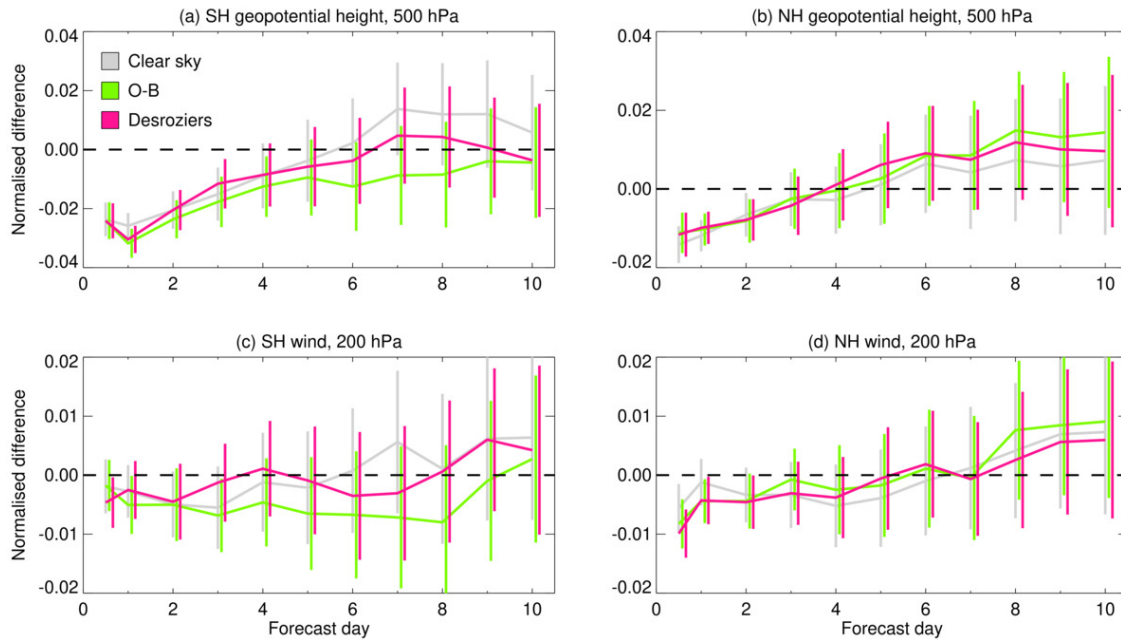 (a) SH geopotential height, 500 hPa
0.04
0.02
0.00
-0.02
-0.04
Normalised difference
Clear sky
O-B
Desroziers
0 2 4 6 8 10
(b) NH geopotential height, 500 hPa
0.04
0.02
0.00
-0.02
0 2 4 6 8 10
(c) SH wind, 200 hPa
0.02
0.01
0.00
-0.01
-0.02
Normalised difference
0 2 4 6 8 10
Forecast day
(d) NH wind, 200 hPa
0.02
0.01
0.00
-0.01
-0.02
0 2 4 6 8 10
Forecast day